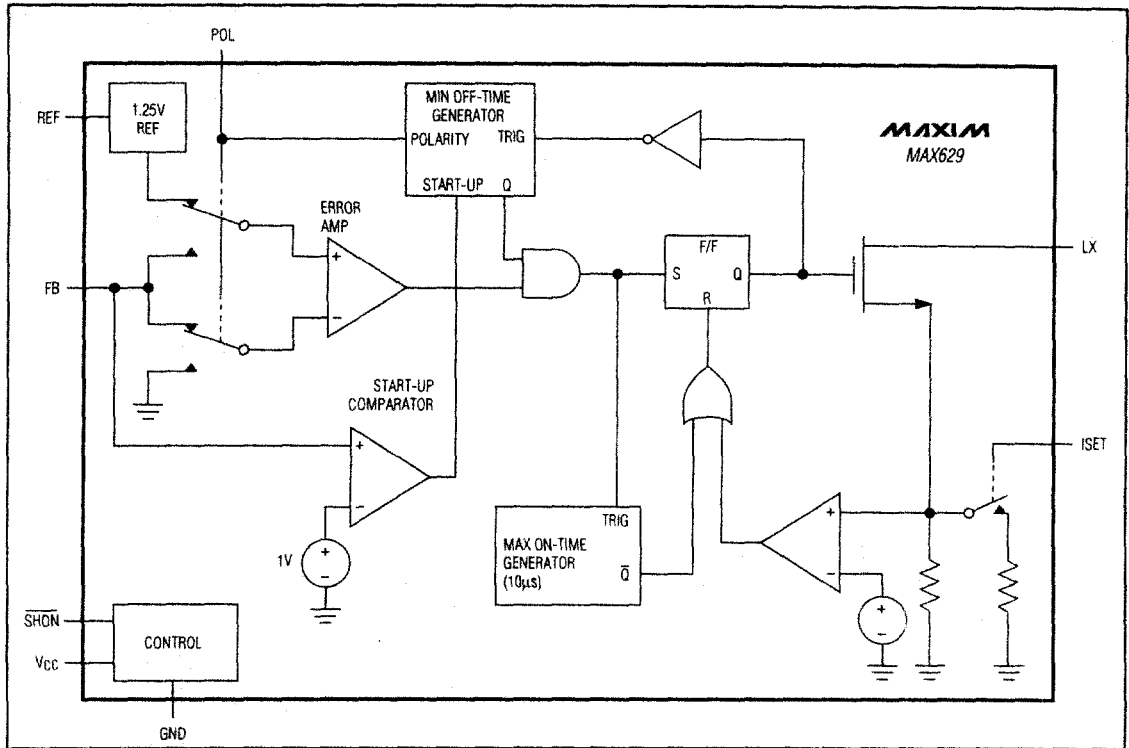 POL
REF
1.25V
REF
MIN OFF-TIME
GENERATOR
POLARITY
TRIG
START-UP
Q
MAXIM
MAX629
ERROR
AMP
+
−
FB
F/F
S
Q
R
LX
START-UP
COMPARATOR
+
−
1V
+
−
ISET
TRIG
MAX ON-TIME
GENERATOR
(10µs)
Q̅
+
−
+
−
SHDN
VCC
CONTROL
GND